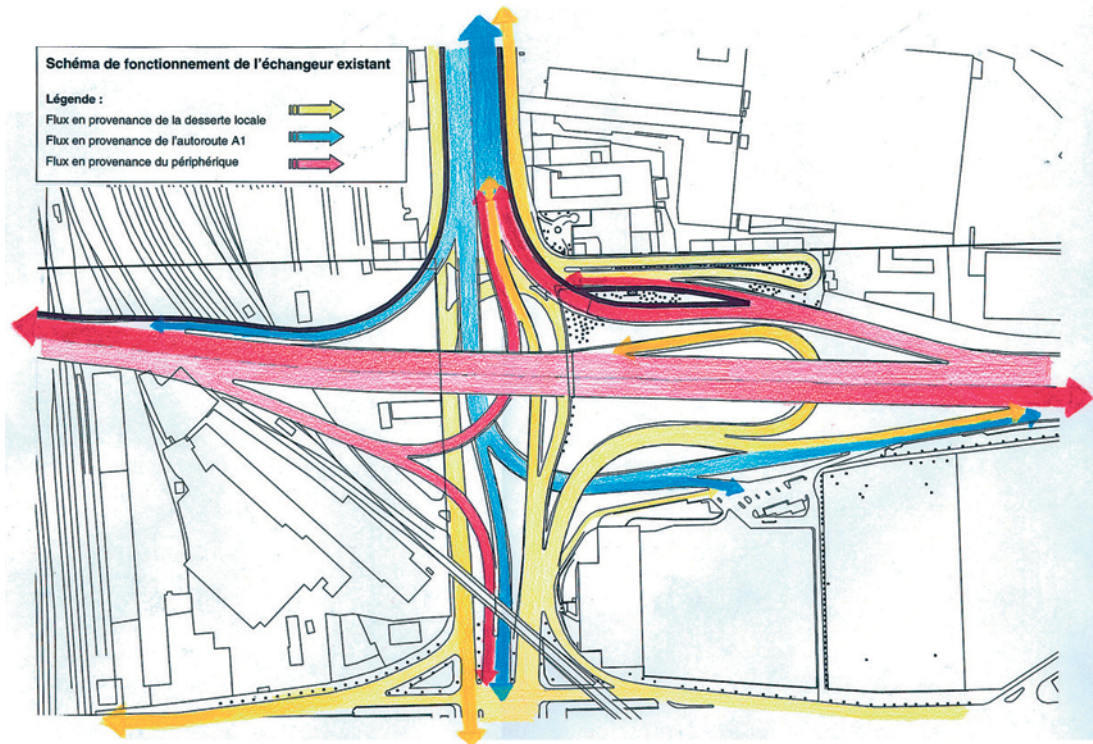 Schéma de fonctionnement de l'échangeur existant
Légende :
Flux en provenance de la desserte locale
Flux en provenance de l'autoroute A1
Flux en provenance du périphérique